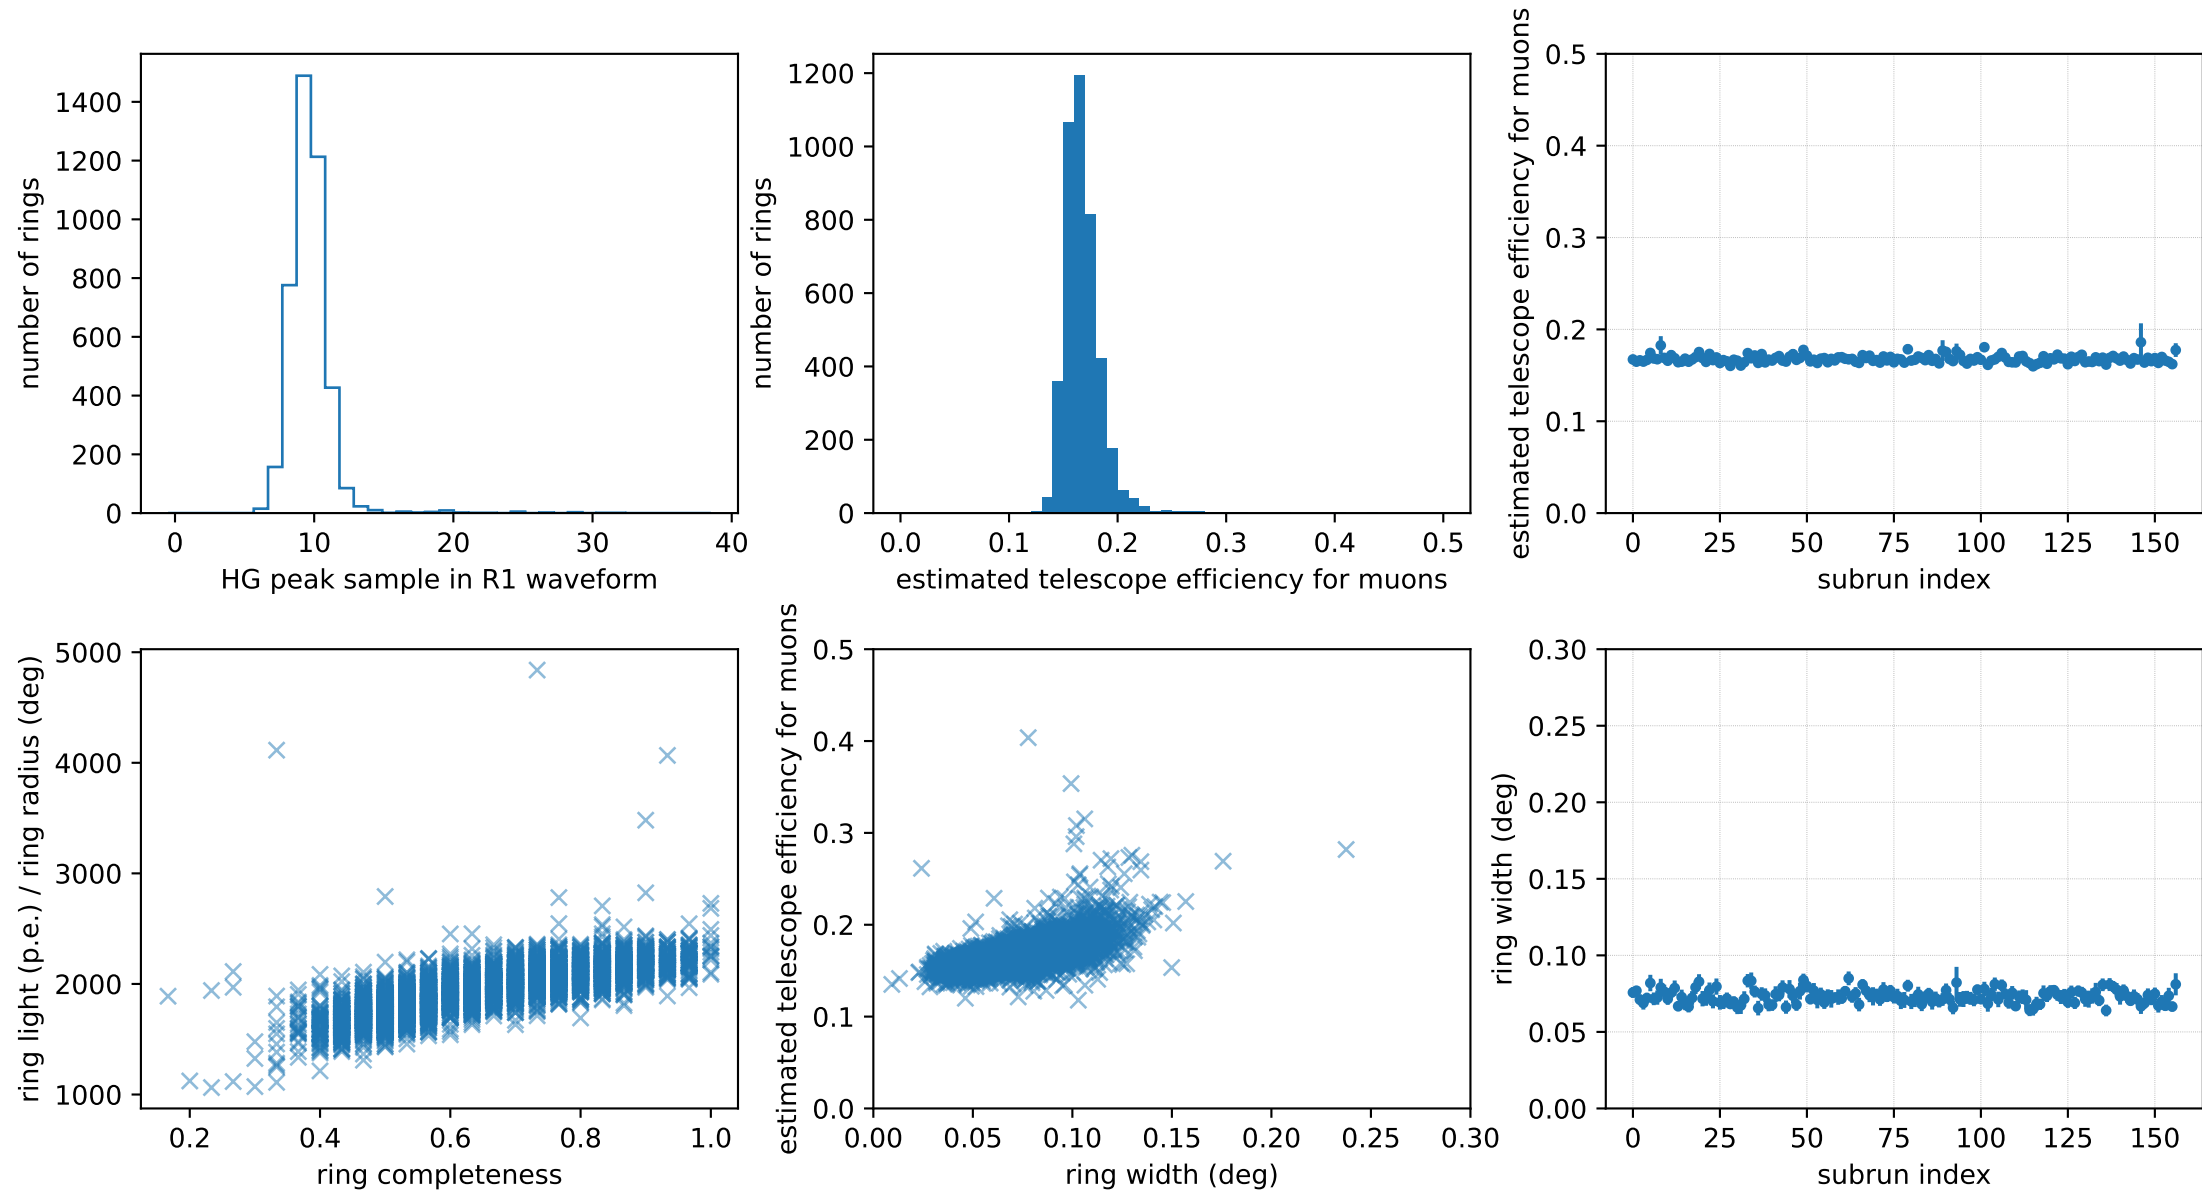 number of rings
1400
1200
1000
800
600
400
200
0
0 10 20 30 40
HG peak sample in R1 waveform
number of rings
1200
1000
800
600
400
200
0
0.0 0.1 0.2 0.3 0.4 0.5
estimated telescope efficiency for muons
estimated telescope efficiency for muons
0.5
0.4
0.3
0.2
0.1
0.0
0 25 50 75 100 125 150
subrun index
ring light (p.e.) / ring radius (deg)
5000
4000
3000
2000
1000
0.2 0.4 0.6 0.8 1.0
ring completeness
estimated telescope efficiency for muons
0.5
0.4
0.3
0.2
0.1
0.0
0.00 0.05 0.10 0.15 0.20 0.25 0.30
ring width (deg)
ring width (deg)
0.30
0.25
0.20
0.15
0.10
0.05
0.00
0 25 50 75 100 125 150
subrun index